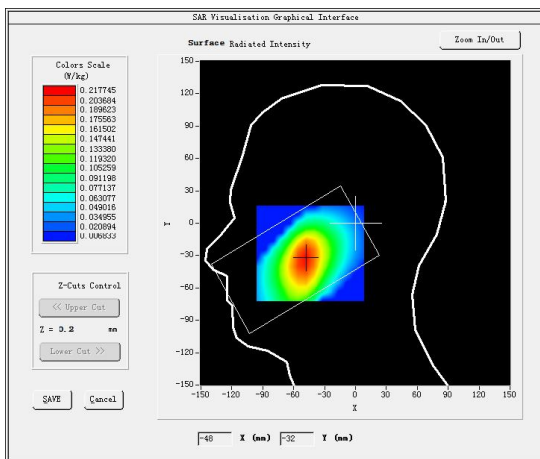 SAR Visualisation Graphical Interface
Surface Radiated Intensity
Zoom In/Out
Colors Scale
(W/kg)
0.217745
0.203684
0.189623
0.175563
0.161502
0.147441
0.133380
0.119320
0.105259
0.091198
0.077137
0.063077
0.049016
0.034955
0.020894
0.006833
Z-Cuts Control
<< Upper Cut
Z = 3.2 mm
Lower Cut >>
SAVE
Cancel
150
120
90
60
30
0
-30
-60
-90
-120
-150
Y
-150 -120 -90 -60 -30 0 30 60 90 120 150
X
-48 X (mm) -32 Y (mm)